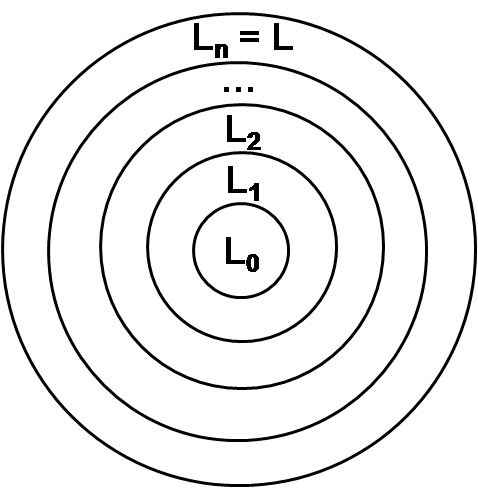 Lₙ = L
...
L₂
L₁
L₀